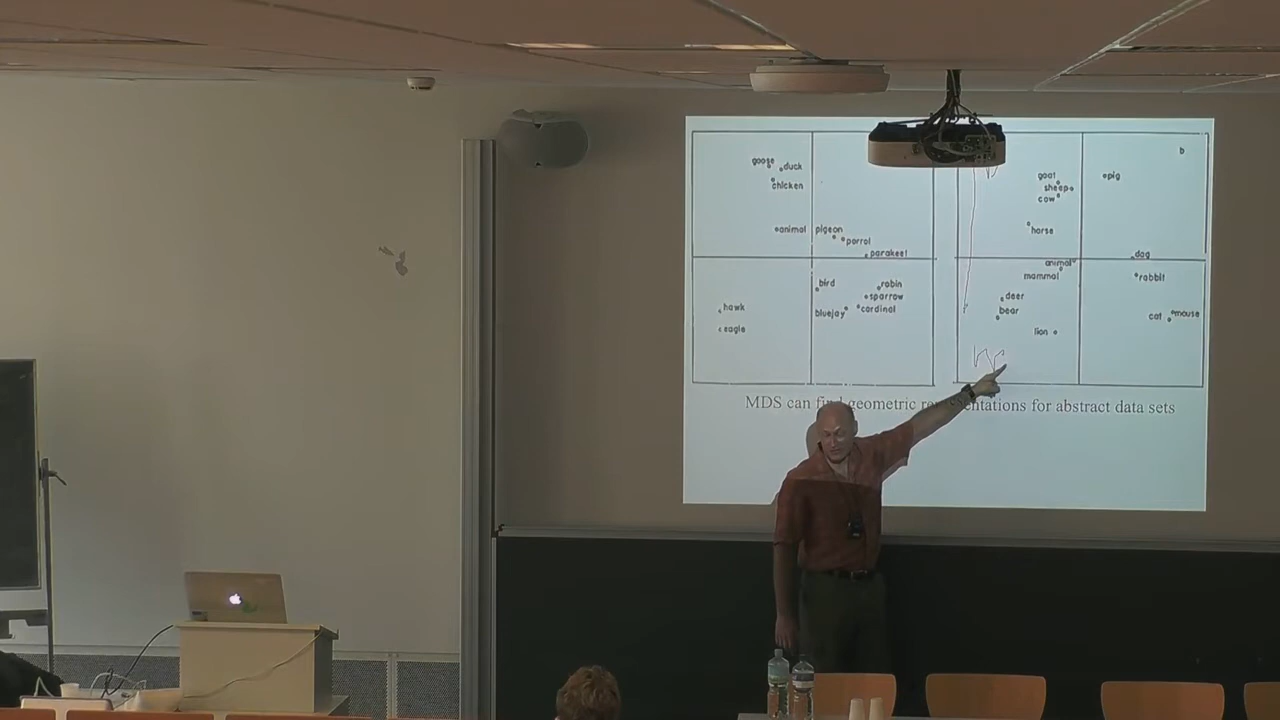 goose
duck
chicken
animal
pigeon
parrot
parakeet
bird
robin
sparrow
bluejay
cardinal
hawk
eagle
b
goat
pig
sheep
cow
horse
dog
animal
mammal
rabbit
deer
bear
cat
mouse
lion
MDS can find geometric representations for abstract data sets